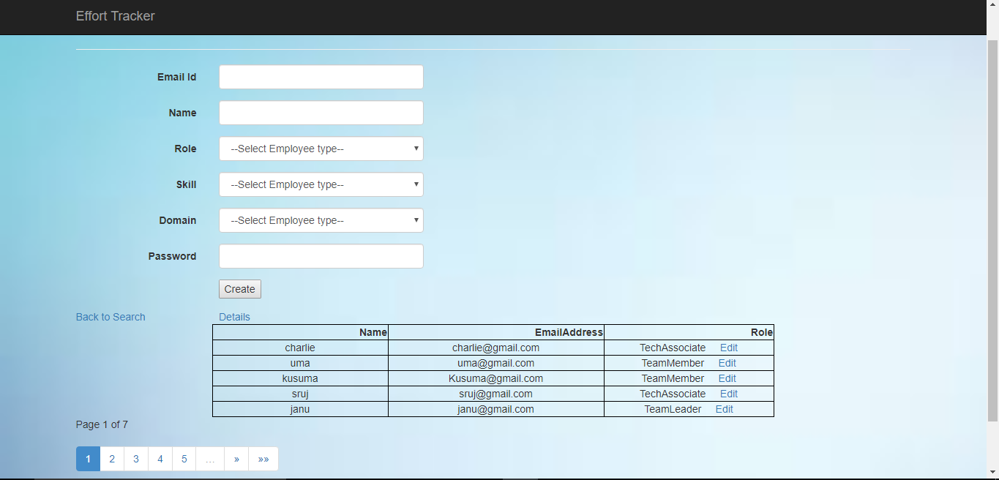 Effort Tracker
Email Id
Name
Role --Select Employee type--
Skill --Select Employee type--
Domain --Select Employee type--
Password
Create
Back to Search Details
Name EmailAddress Role
charlie charlie@gmail.com TechAssociate Edit
uma uma@gmail.com TeamMember Edit
kusuma Kusuma@gmail.com TeamMember Edit
sruj sruj@gmail.com TechAssociate Edit
janu janu@gmail.com TeamLeader Edit
Page 1 of 7
1 2 3 4 5 … » »»